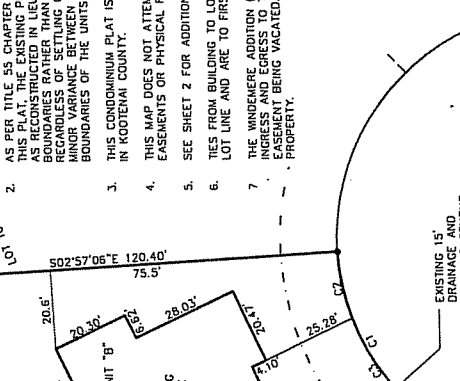 2. AS PER TITLE 55 CHAPTER
THIS PLAT, THE EXISTING P
AS RECONSTRUCTED IN LIEU
BOUNDARIES RATHER THAN
REGARDLESS OF SETTLING O
MINOR VARIANCE BETWEEN
BOUNDARIES OF THE UNITS
3. THIS CONDOMINIUM PLAT IS
IN KOOTENAI COUNTY.
4. THIS MAP DOES NOT ATTEM
EASEMENTS OR PHYSICAL F
5. SEE SHEET 2 FOR ADDITION
6. TIES FROM BUILDING TO LO
LOT LINE AND ARE TO FIRS
7 THE WINDEMERE ADDITION
INGRESS AND EGRESS TO
EASEMENT BEING VACATED.
PROPERTY.
LOT
S02°57'06"E 120.40'
75.5'
20.6'
20.30'
6.62'
28.03'
20.47'
4.10'
25.28'
NIT "B"
C2
C1
C3
EXISTING 15'
DRAINAGE AND